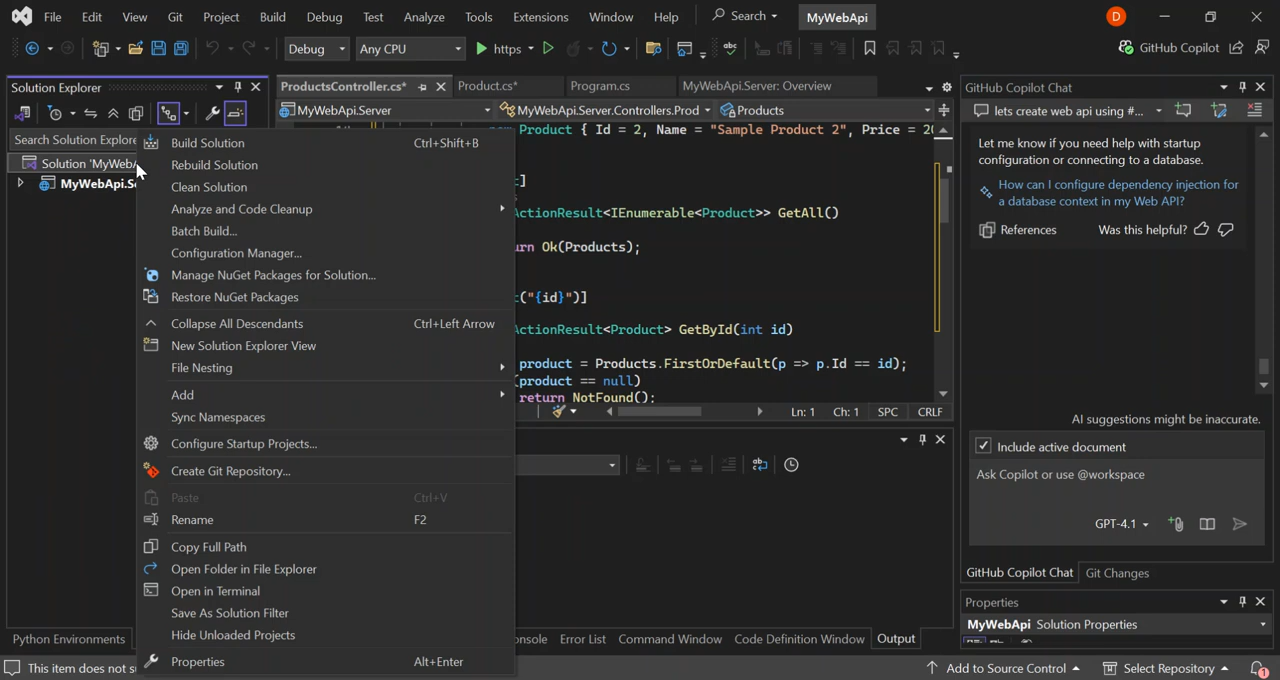 File Edit View Git Project Build Debug Test Analyze Tools Extensions Window Help Search MyWebApi D
Debug Any CPU https GitHub Copilot
Solution Explorer
ProductsController.cs* Product.cs* Program.cs MyWebApi.Server: Overview
GitHub Copilot Chat
MyWebApi.Server MyWebApi.Server.Controllers.Prod Products
lets create web api using #...
Search Solution Explore
Solution 'MyWebA
MyWebApi.Se
Build Solution Ctrl+Shift+B
Rebuild Solution
Clean Solution
Analyze and Code Cleanup
Batch Build...
Configuration Manager...
Manage NuGet Packages for Solution...
Restore NuGet Packages
Collapse All Descendants Ctrl+Left Arrow
New Solution Explorer View
File Nesting
Add
Sync Namespaces
Configure Startup Projects...
Create Git Repository...
Paste Ctrl+V
Rename F2
Copy Full Path
Open Folder in File Explorer
Open in Terminal
Save As Solution Filter
Hide Unloaded Projects
Properties Alt+Enter
new Product { Id = 2, Name = "Sample Product 2", Price = 20
t]
ActionResult<IEnumerable<Product>> GetAll()
urn Ok(Products);
t("{id}")]
ActionResult<Product> GetById(int id)
product = Products.FirstOrDefault(p => p.Id == id);
(product == null)
return NotFound();
Ln: 1 Ch: 1 SPC CRLF
Let me know if you need help with startup
configuration or connecting to a database.
How can I configure dependency injection for
a database context in my Web API?
References Was this helpful?
AI suggestions might be inaccurate.
Include active document
Ask Copilot or use @workspace
GPT-4.1
GitHub Copilot Chat Git Changes
Properties
MyWebApi Solution Properties
Python Environments onsole Error List Command Window Code Definition Window Output
This item does not su Add to Source Control Select Repository 1